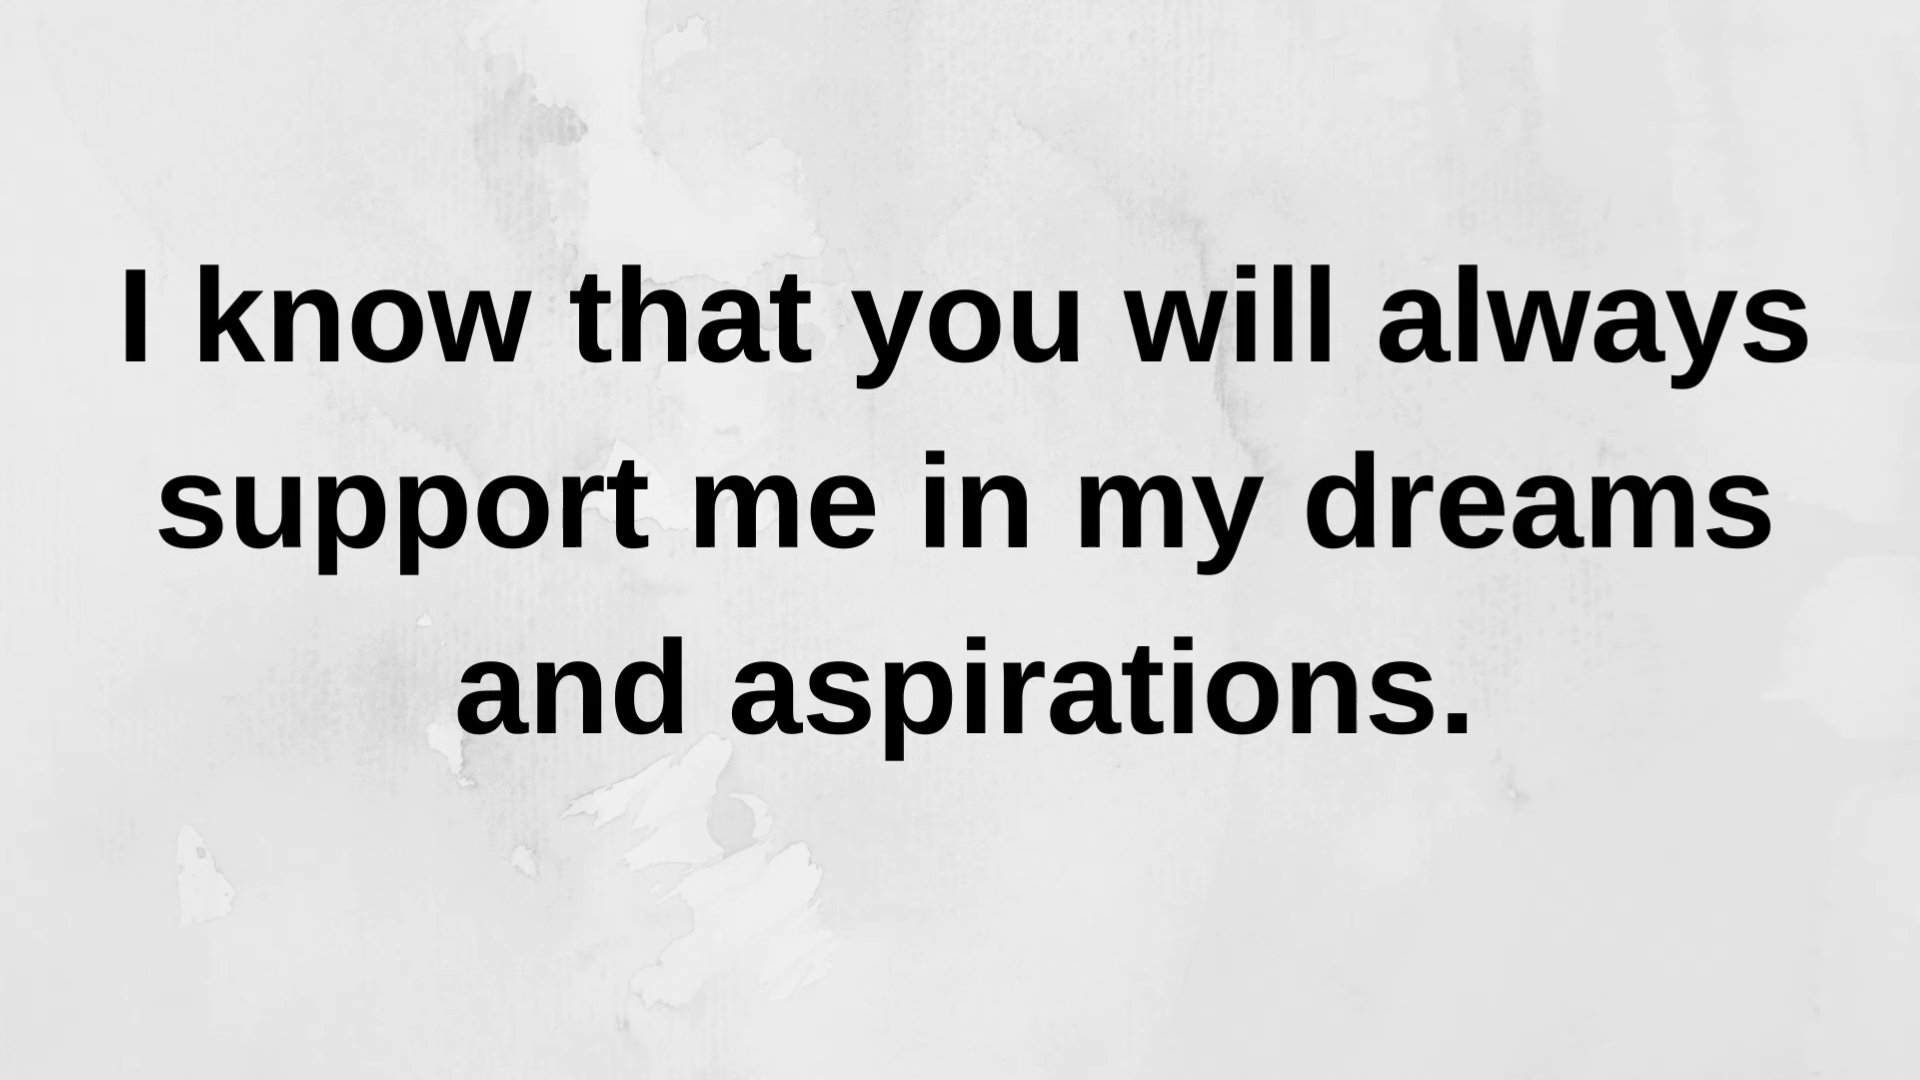 I know that you will always
support me in my dreams
and aspirations.